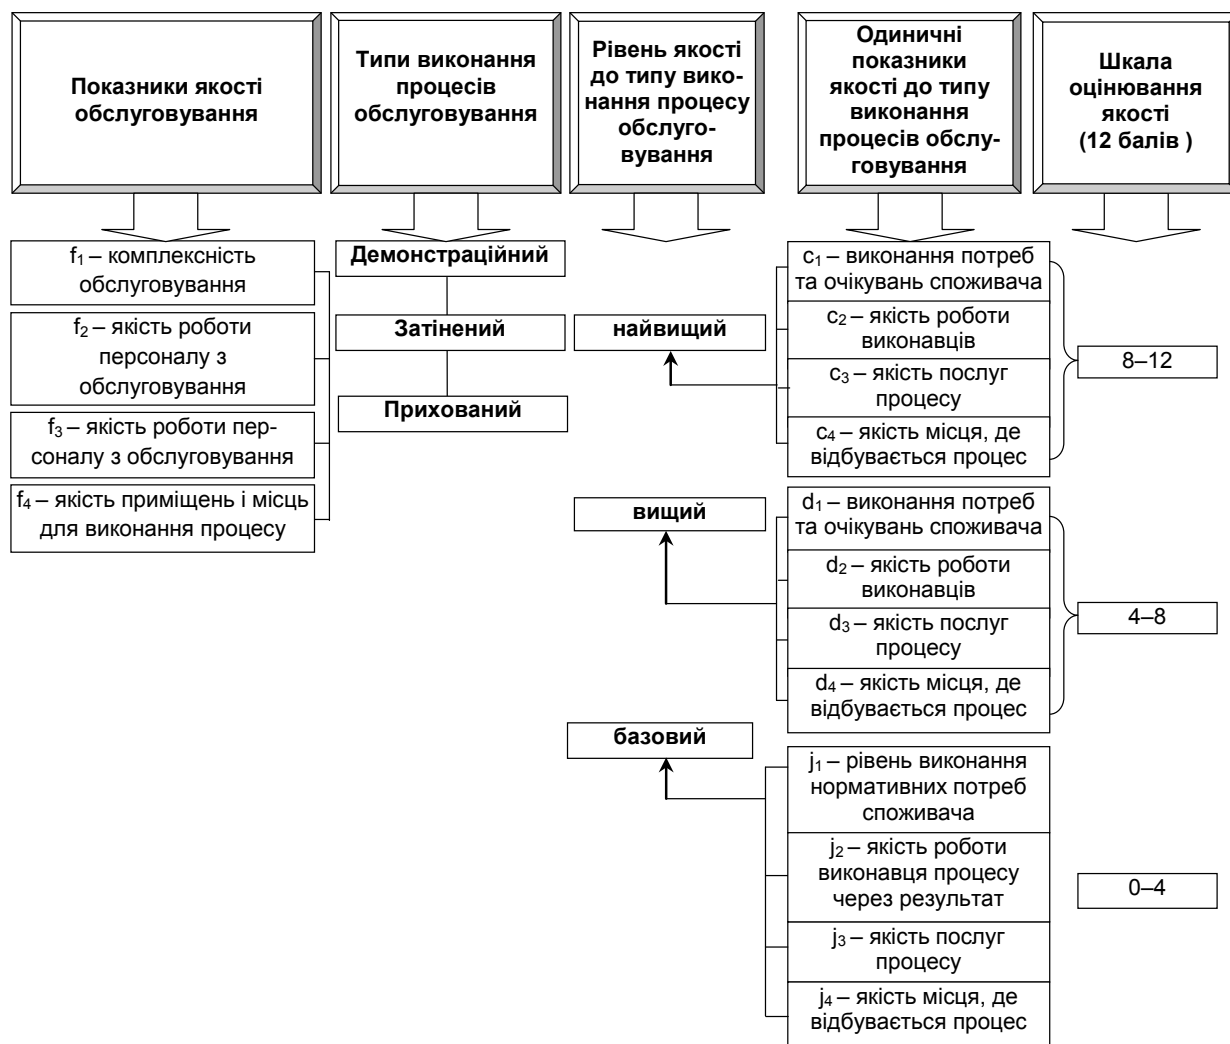 Показники якості
обслуговування
Типи виконання
процесів
обслуговування
Рівень якості
до типу вико-
нання процесу
обслуго-
вування
Одиничні
показники
якості до типу
виконання
процесів обслу-
говування
Шкала
оцінювання
якості
(12 балів )
f₁ – комплексність
обслуговування
f₂ – якість роботи
персоналу з
обслуговування
f₃ – якість роботи пер-
соналу з обслуговування
f₄ – якість приміщень і місць
для виконання процесу
Демонстраційний
Затінений
Прихований
найвищий
c₁ – виконання потреб
та очікувань споживача
c₂ – якість роботи
виконавців
c₃ – якість послуг
процесу
c₄ – якість місця, де
відбувається процес
8–12
вищий
d₁ – виконання потреб
та очікувань споживача
d₂ – якість роботи
виконавців
d₃ – якість послуг
процесу
d₄ – якість місця, де
відбувається процес
4–8
базовий
j₁ – рівень виконання
нормативних потреб
споживача
j₂ – якість роботи
виконавця процесу
через результат
j₃ – якість послуг
процесу
j₄ – якість місця, де
відбувається процес
0–4